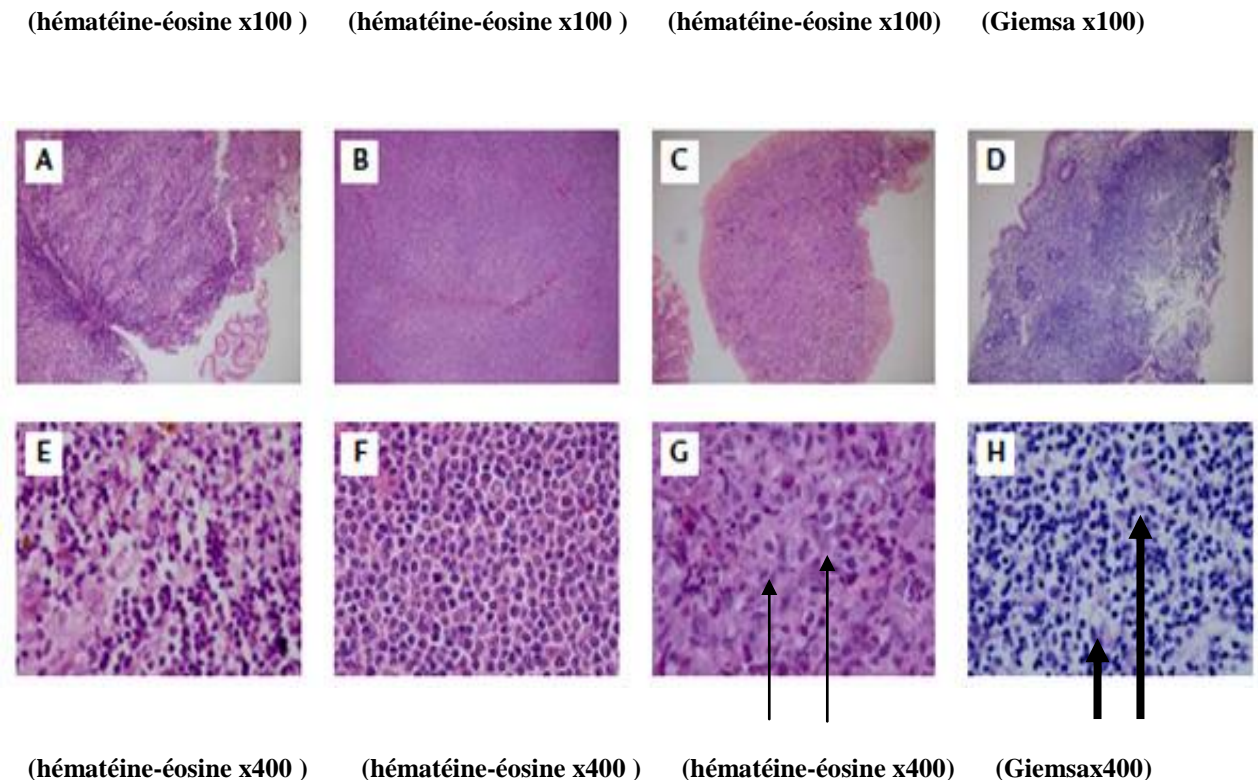 (hématéine-éosine x100 ) (hématéine-éosine x100 ) (hématéine-éosine x100) (Giemsa x100)
A B C D
E F G H
(hématéine-éosine x400 ) (hématéine-éosine x400 ) (hématéine-éosine x400) (Giemsax400)